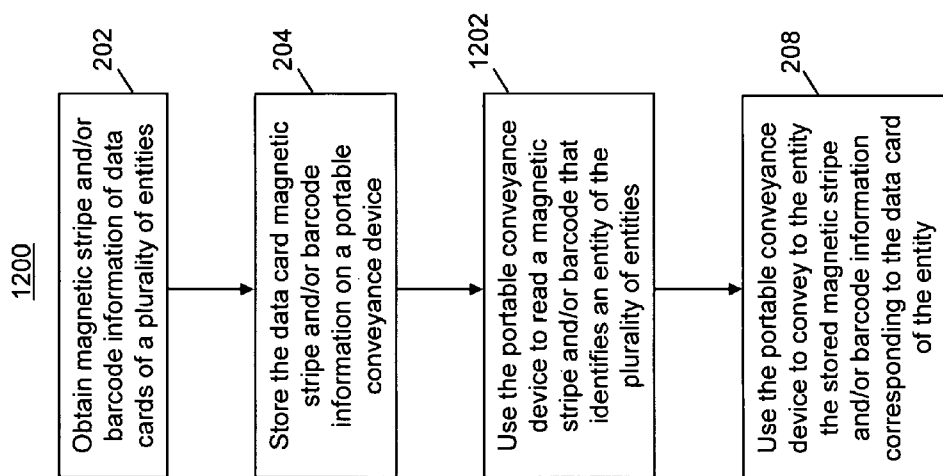 1200
202
Obtain magnetic stripe and/or
barcode information of data
cards of a plurality of entities
204
Store the data card magnetic
stripe and/or barcode
information on a portable
conveyance device
1202
Use the portable conveyance
device to read a magnetic
stripe and/or barcode that
identifies an entity of the
plurality of entities
208
Use the portable conveyance
device to convey to the entity
the stored magnetic stripe
and/or barcode information
corresponding to the data card
of the entity